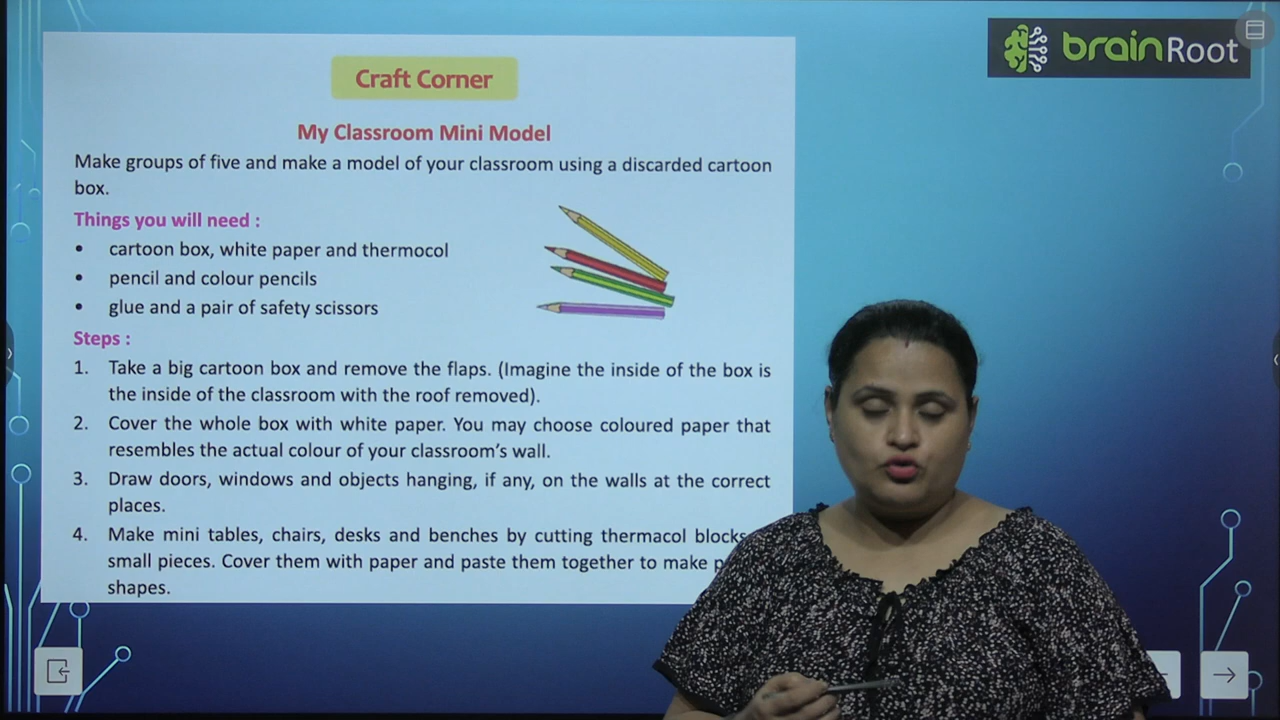 brainRoot
Craft Corner
My Classroom Mini Model
Make groups of five and make a model of your classroom using a discarded cartoon
box.
Things you will need :
• cartoon box, white paper and thermocol
• pencil and colour pencils
• glue and a pair of safety scissors
Steps :
1. Take a big cartoon box and remove the flaps. (Imagine the inside of the box is
the inside of the classroom with the roof removed).
2. Cover the whole box with white paper. You may choose coloured paper that
resembles the actual colour of your classroom's wall.
3. Draw doors, windows and objects hanging, if any, on the walls at the correct
places.
4. Make mini tables, chairs, desks and benches by cutting thermacol blocks
small pieces. Cover them with paper and paste them together to make
shapes.